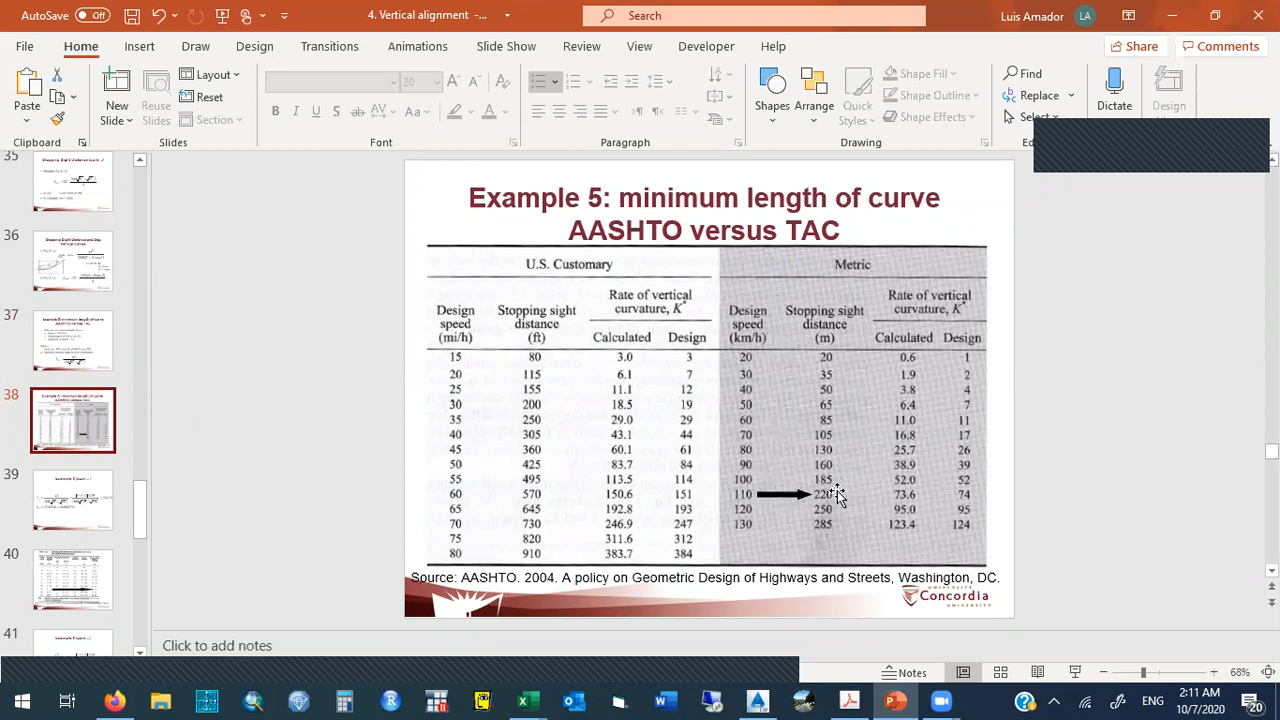 AutoSave Off
4.Vertical alignment -...
Search
Luis Amador
LA
File
Home
Insert
Draw
Design
Transitions
Animations
Slide Show
Review
View
Developer
Help
Share
Comments
Paste
New Slide
Reuse Slides
Layout
Reset
Section
20
Shapes
Arrange
Quick Styles
Shape Fill
Shape Outline
Shape Effects
Find
Replace
Select
Dictate
Design
Clipboard
Slides
Font
Paragraph
Drawing
35
36
37
38
39
40
41
Example 5: minimum length of curve
AASHTO versus TAC
U.S. Customary Metric
Design speed (mi/h) Stopping sight distance (ft) Rate of vertical curvature, K* Calculated Design Design speed (km/h) Stopping sight distance (m) Rate of vertical curvature, K* Calculated Design
15 80 3.0 3 20 20 0.6 1
20 115 6.1 7 30 35 1.9 2
25 155 11.1 12 40 50 3.8 4
30 200 18.5 19 50 65 6.4 7
35 250 29.0 29 60 85 11.0 11
40 305 43.1 44 70 105 16.8 17
45 360 60.1 61 80 130 25.7 26
50 425 83.7 84 90 160 38.9 39
55 495 113.5 114 100 185 52.0 52
60 570 150.6 151 110 220 73.6 74
65 645 192.8 193 120 250 95.0 95
70 730 246.9 247 130 285 123.4 124
75 820 311.6 312
80 910 383.7 384
Source: AASHTO. 2004. A policy on Geometric Design of Highways and Streets, Washington, DC.
Concordia
UNIVERSITY
Click to add notes
Notes
68%
ENG
2:11 AM
10/7/2020
20